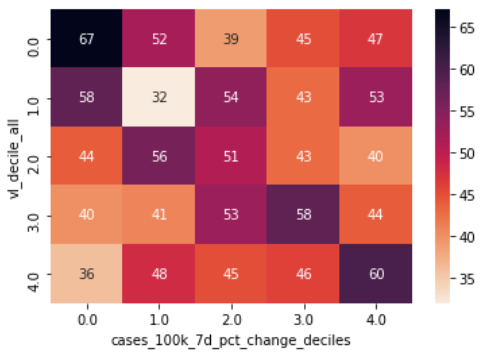 0.0 67 52 39 45 47
1.0 58 32 54 43 53
2.0 44 56 51 43 40
3.0 40 41 53 58 44
4.0 36 48 45 46 60
0.0 1.0 2.0 3.0 4.0
vl_decile_all
cases_100k_7d_pct_change_deciles
65
60
55
50
45
40
35